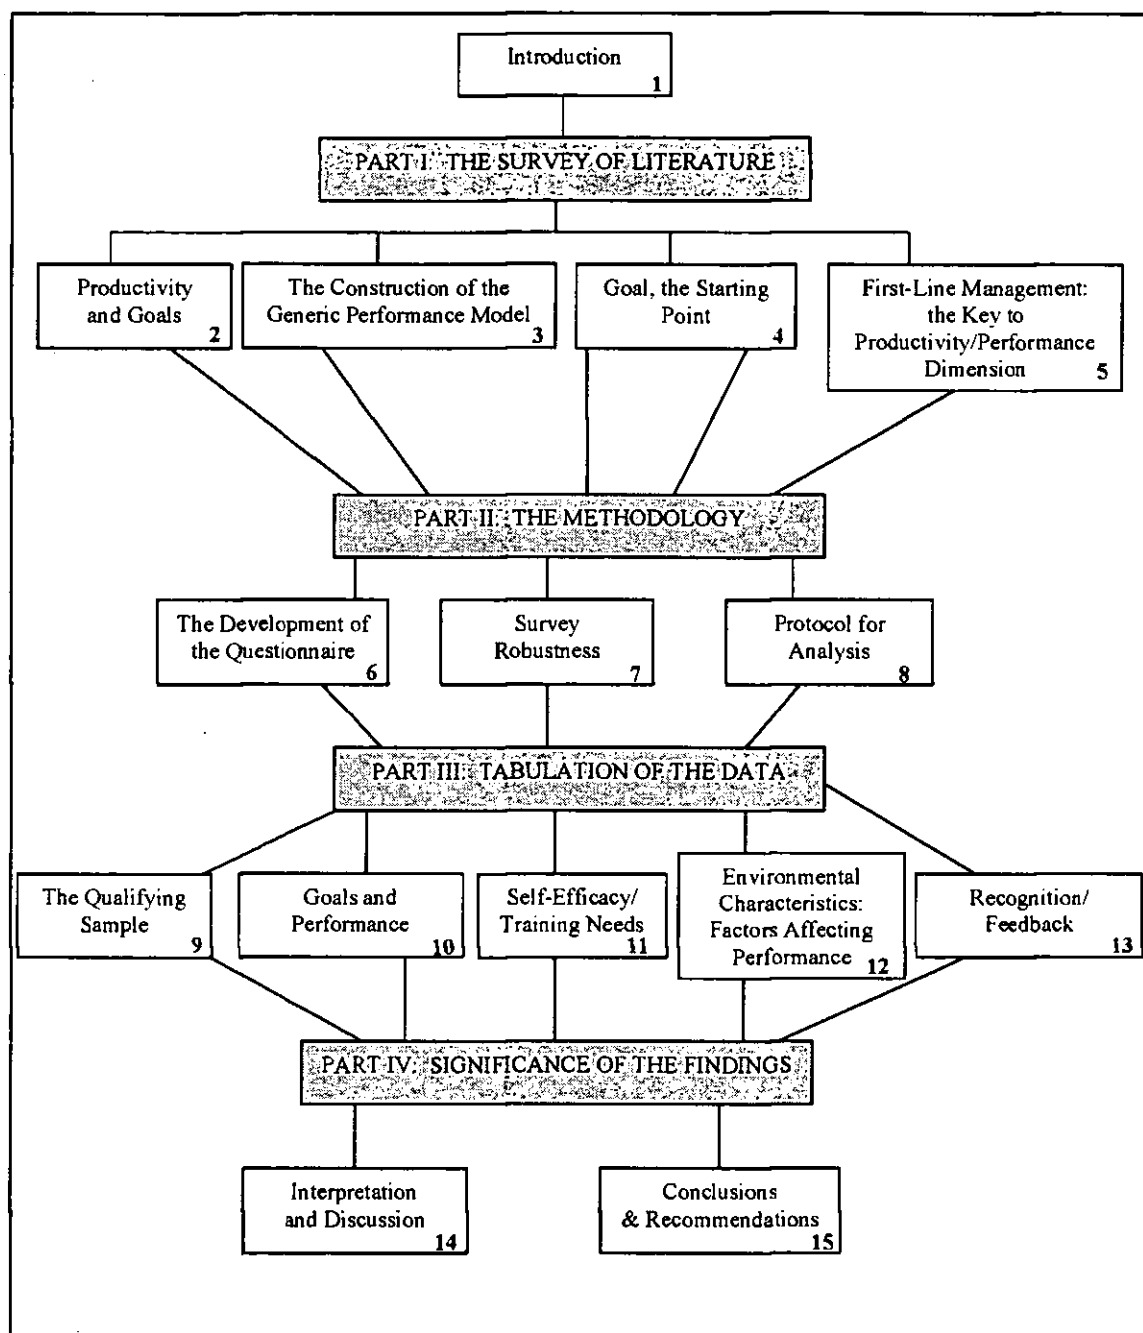 Introduction
1
PART I: THE SURVEY OF LITERATURE
Productivity
and Goals
2
The Construction of the
Generic Performance Model
3
Goal, the Starting
Point
4
First-Line Management:
the Key to
Productivity/Performance
Dimension
5
PART II: THE METHODOLOGY
The Development of
the Questionnaire
6
Survey
Robustness
7
Protocol for
Analysis
8
PART III: TABULATION OF THE DATA
The Qualifying
Sample
9
Goals and
Performance
10
Self-Efficacy/
Training Needs
11
Environmental
Characteristics:
Factors Affecting
Performance
12
Recognition/
Feedback
13
PART IV: SIGNIFICANCE OF THE FINDINGS
Interpretation
and Discussion
14
Conclusions
& Recommendations
15